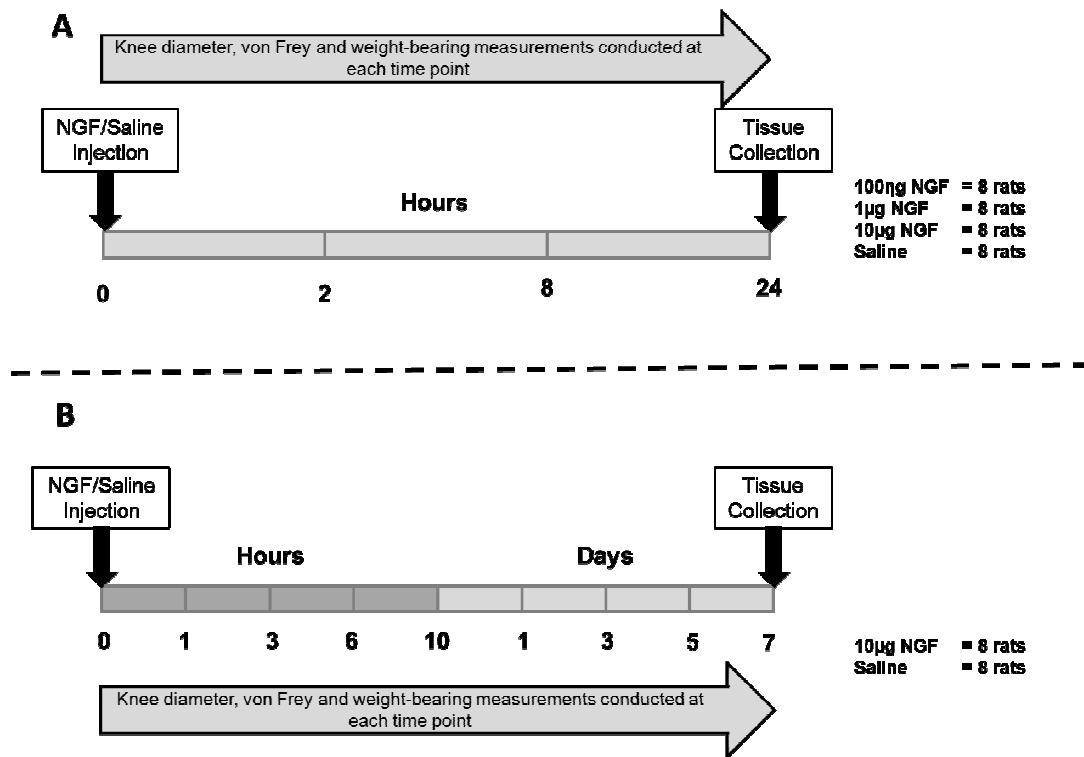 A
Knee diameter, von Frey and weight-bearing measurements conducted at
each time point
NGF/Saline
Injection
Tissue
Collection
Hours
0 2 8 24
100ηg NGF = 8 rats
1µg NGF = 8 rats
10µg NGF = 8 rats
Saline = 8 rats
B
NGF/Saline
Injection
Tissue
Collection
Hours Days
0 1 3 6 10 1 3 5 7
10µg NGF = 8 rats
Saline = 8 rats
Knee diameter, von Frey and weight-bearing measurements conducted at
each time point